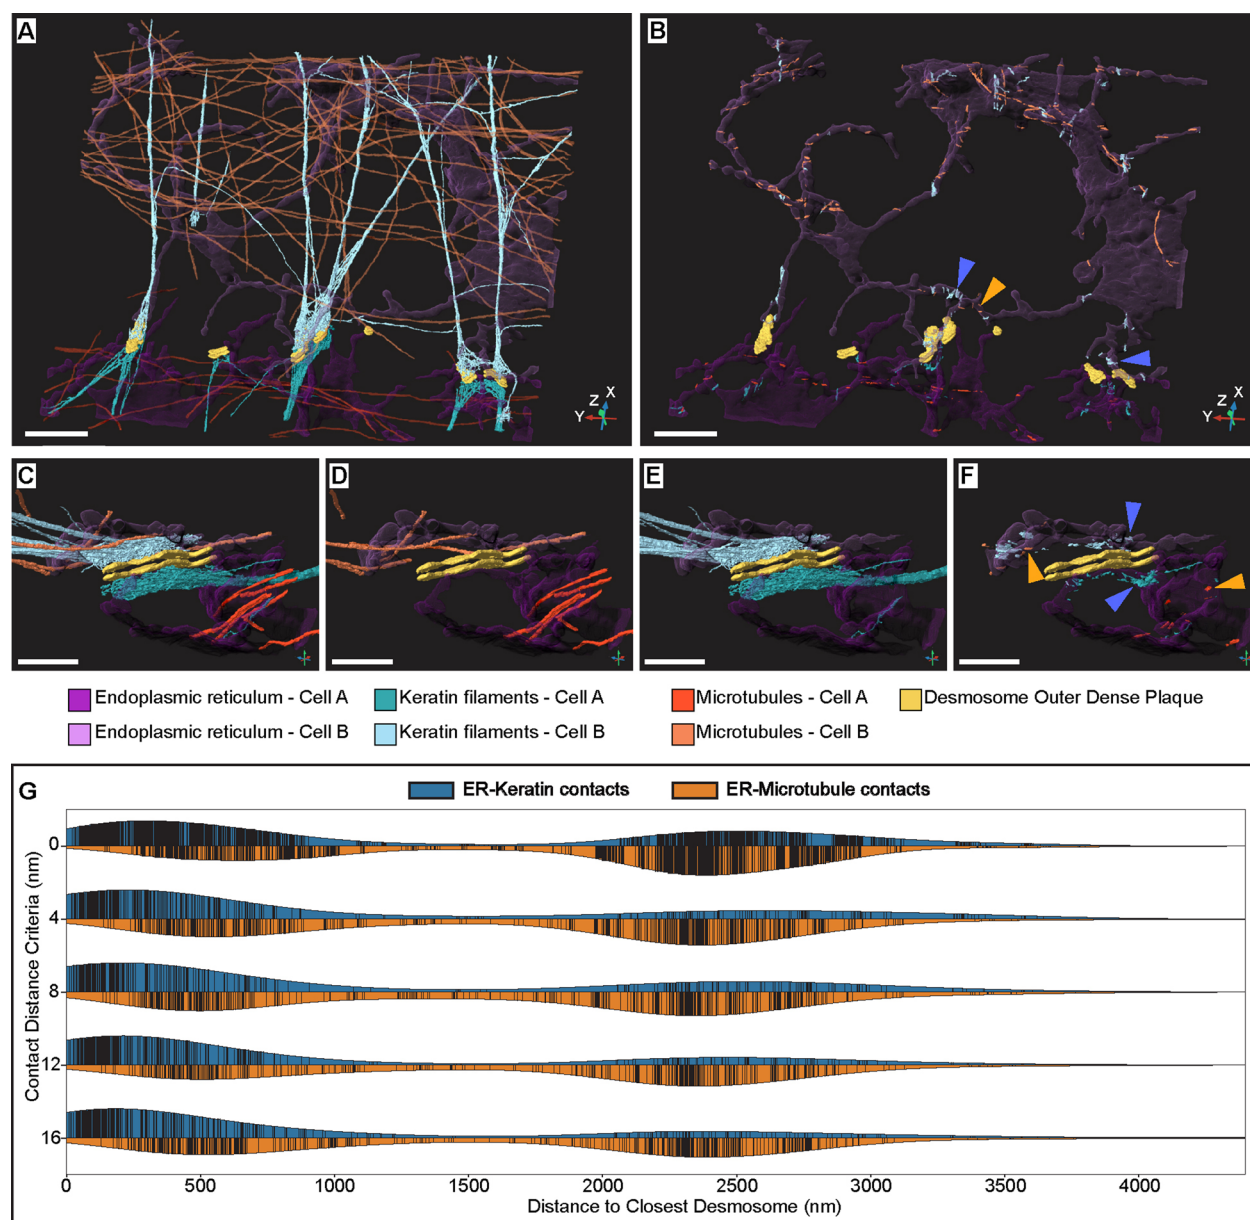 A
B
Z X
Y
Z X
Y
C
D
E
F
Endoplasmic reticulum - Cell A
Keratin filaments - Cell A
Microtubules - Cell A
Desmosome Outer Dense Plaque
Endoplasmic reticulum - Cell B
Keratin filaments - Cell B
Microtubules - Cell B
G
ER-Keratin contacts
ER-Microtubule contacts
Contact Distance Criteria (nm)
0
4
8
12
16
0 500 1000 1500 2000 2500 3000 3500 4000
Distance to Closest Desmosome (nm)